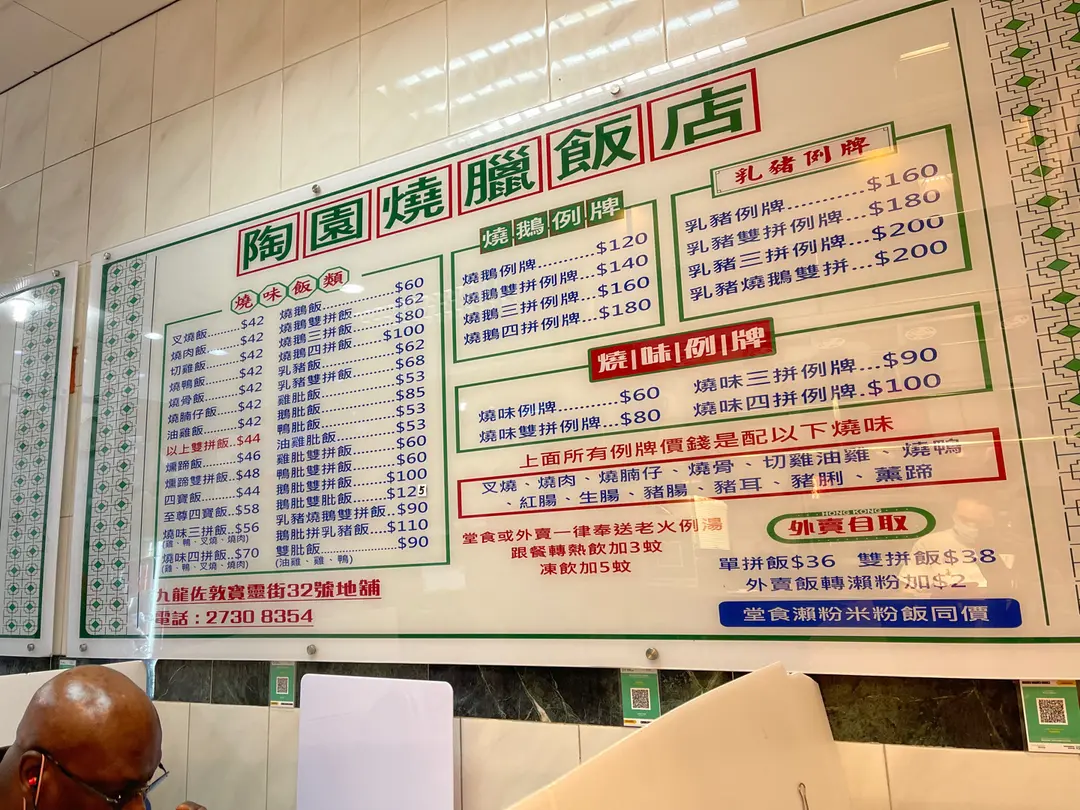 陶園燒臘飯店
燒味飯類
叉燒飯......$42
燒肉飯......$42
切雞飯......$42
燒鴨飯......$42
燒骨飯......$42
燒腩仔飯...$42
油雞飯......$42
以上雙拼飯..$44
燻蹄飯......$46
燻蹄雙拼飯..$48
四寶飯......$44
至尊四寶飯..$58
燒味三拼飯..$56
(雞、鴨、叉燒、燒肉)
燒味四拼飯..$70
(雞、鴨、叉燒、燒肉)
燒鵝飯...........$60
燒鵝雙拼飯......$62
燒鵝三拼飯......$80
燒鵝四拼飯......$100
乳豬飯...........$62
乳豬雙拼飯......$68
雞肶飯...........$53
鵝肶飯...........$85
鴨肶飯...........$53
油雞肶飯........$53
雞肶雙拼飯......$60
鴨肶雙拼飯......$60
鵝肶雙拼飯......$100
鵝肶雙肶飯......$125
乳豬燒鵝雙拼飯..$90
鵝肶拼乳豬飯...$110
雙肶飯...........$90
(油雞、雞、鴨)
燒鵝例牌
燒鵝例牌.........$120
燒鵝雙拼例牌...$140
燒鵝三拼例牌...$160
燒鵝四拼例牌...$180
乳豬例牌
乳豬例牌............$160
乳豬雙拼例牌...$180
乳豬三拼例牌...$200
乳豬燒鵝雙拼...$200
燒|味|例|牌
燒味例牌..........$60
燒味雙拼例牌.$80
燒味三拼例牌..$90
燒味四拼例牌.$100
上面所有例牌價錢是配以下燒味
叉燒、燒肉、燒腩仔、燒骨、切雞油雞、燒鴨
、紅腸、生腸、豬腸、豬耳、豬脷、薰蹄
堂食或外賣一律奉送老火例湯
跟餐轉熱飲加3蚊
凍飲加5蚊
HONG KONG
外賣自取
單拼飯$36 雙拼飯$38
外賣飯轉瀨粉加$2
堂食瀨粉米粉飯同價
九龍佐敦寶靈街32號地舖
電話：2730 8354